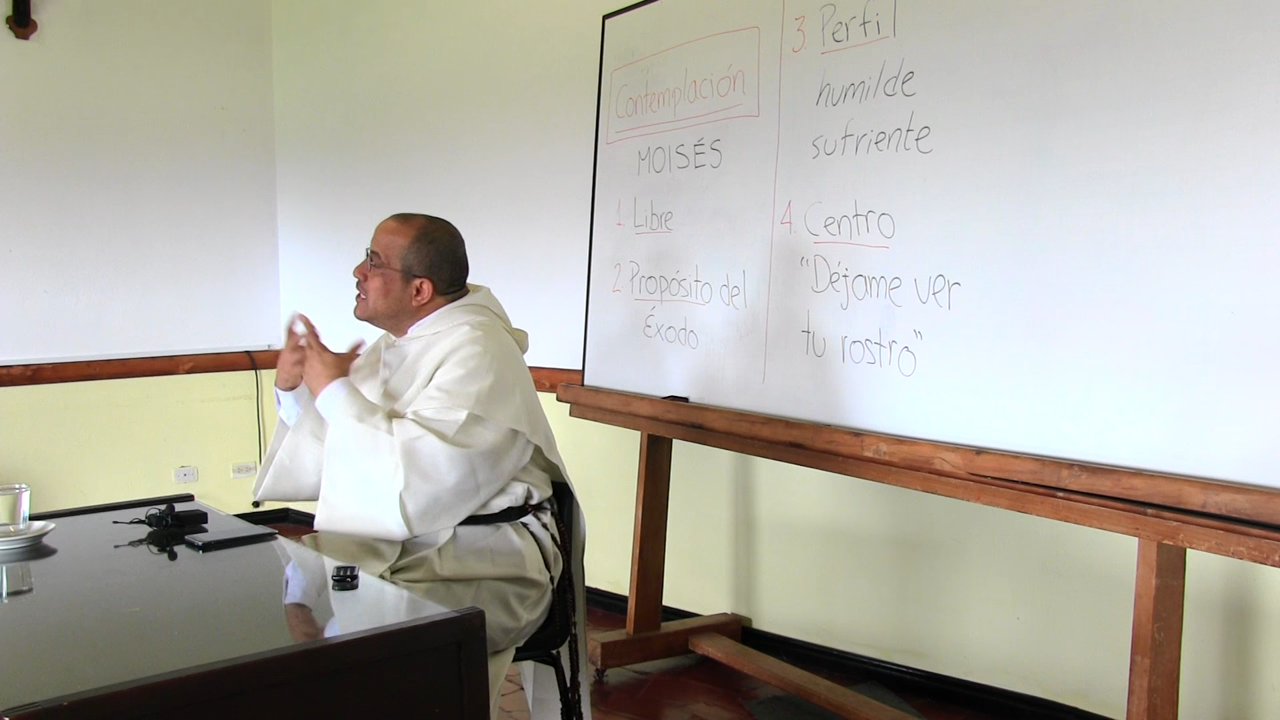 Contemplación
MOISÉS
1. Libre
2. Propósito del
Éxodo
3. Perfil
humilde
sufriente
4. Centro
"Déjame ver
tu rostro"